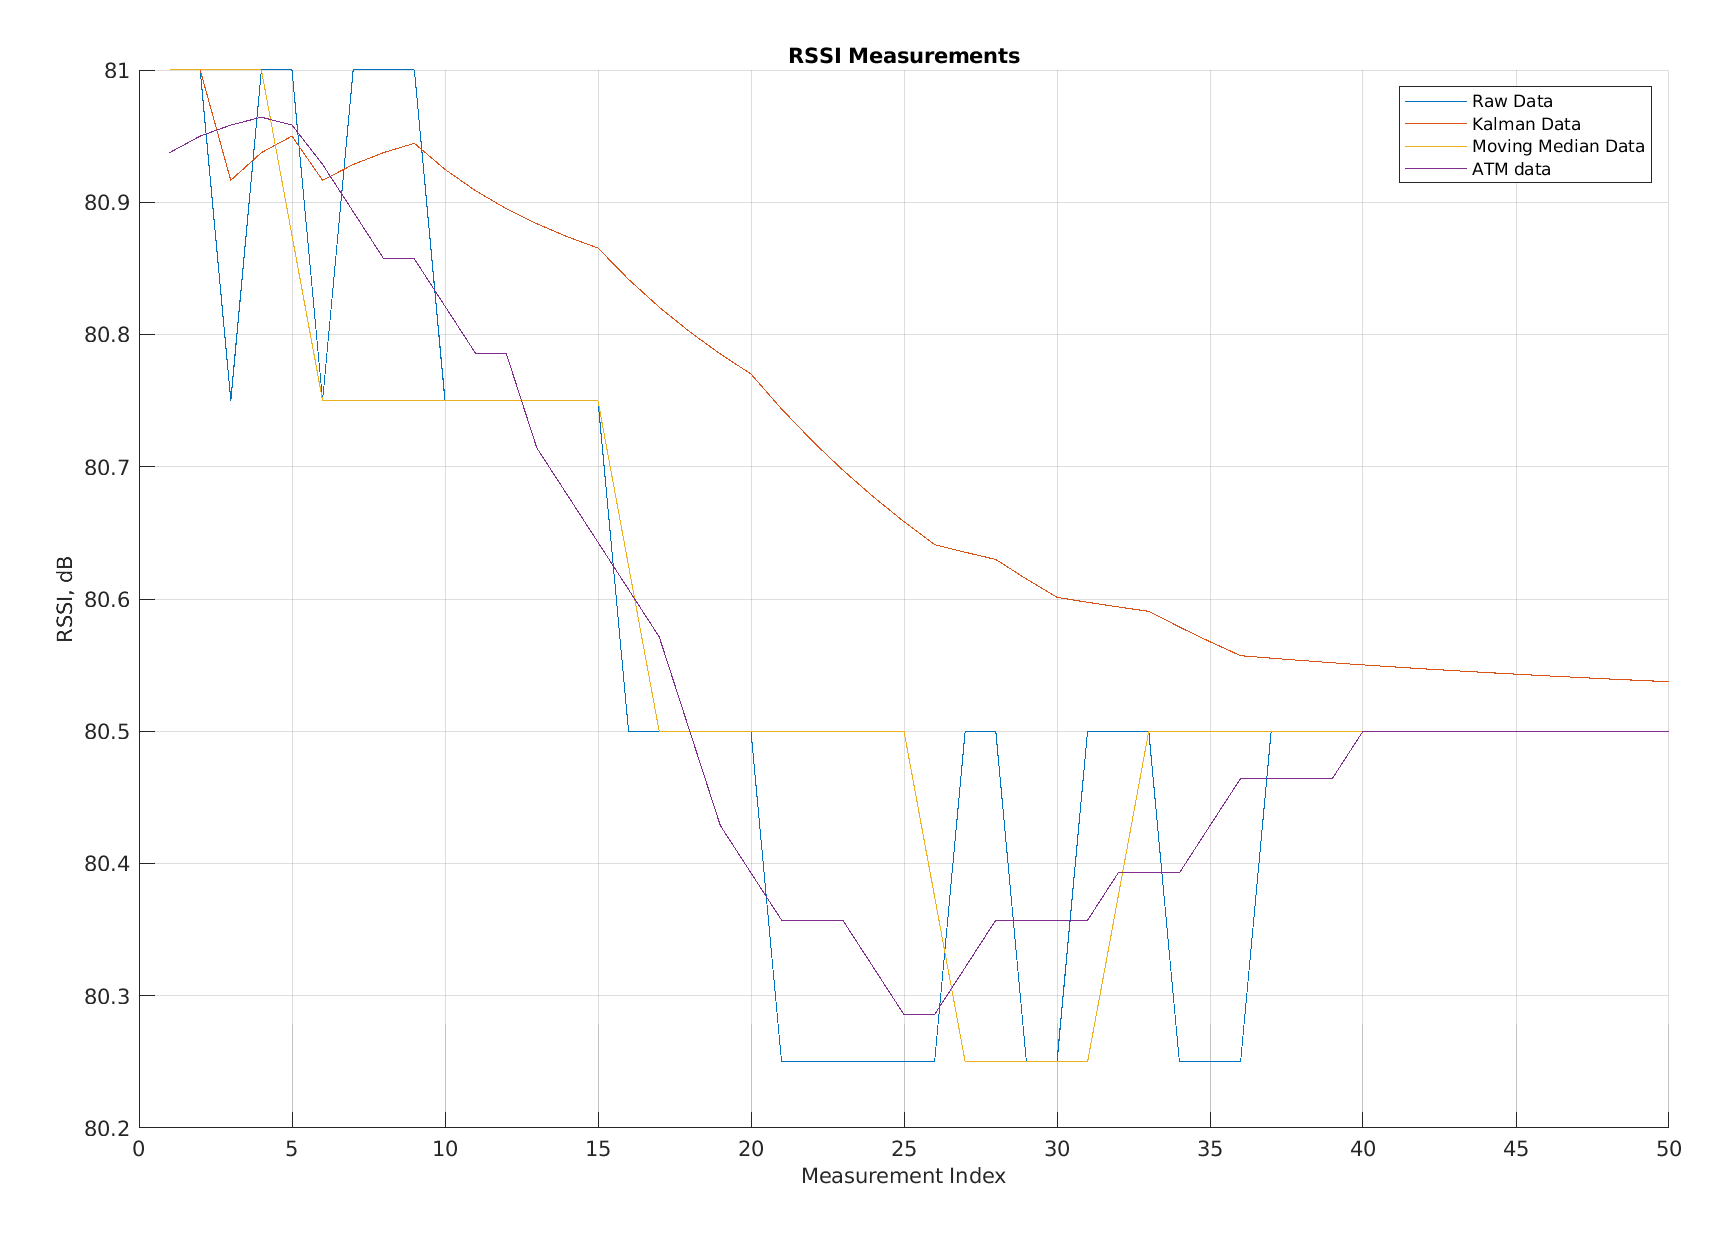 RSSI Measurements
81
80.9
80.8
80.7
80.6
80.5
80.4
80.3
80.2
RSSI, dB
Raw Data
Kalman Data
Moving Median Data
ATM data
0 5 10 15 20 25 30 35 40 45 50
Measurement Index